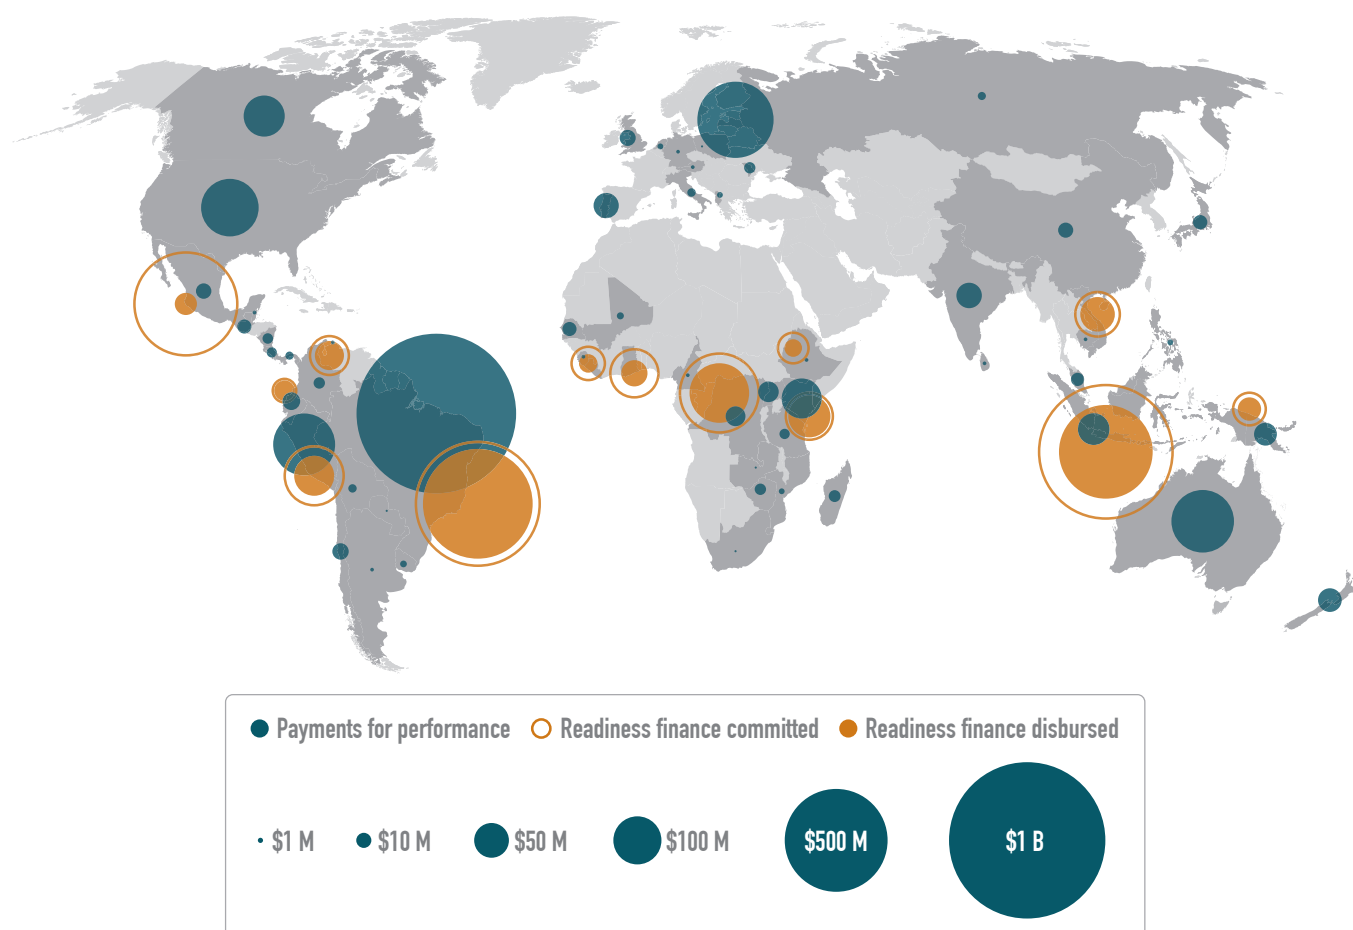 Payments for performance Readiness finance committed Readiness finance disbursed
$1 M $10 M $50 M $100 M $500 M $1 B